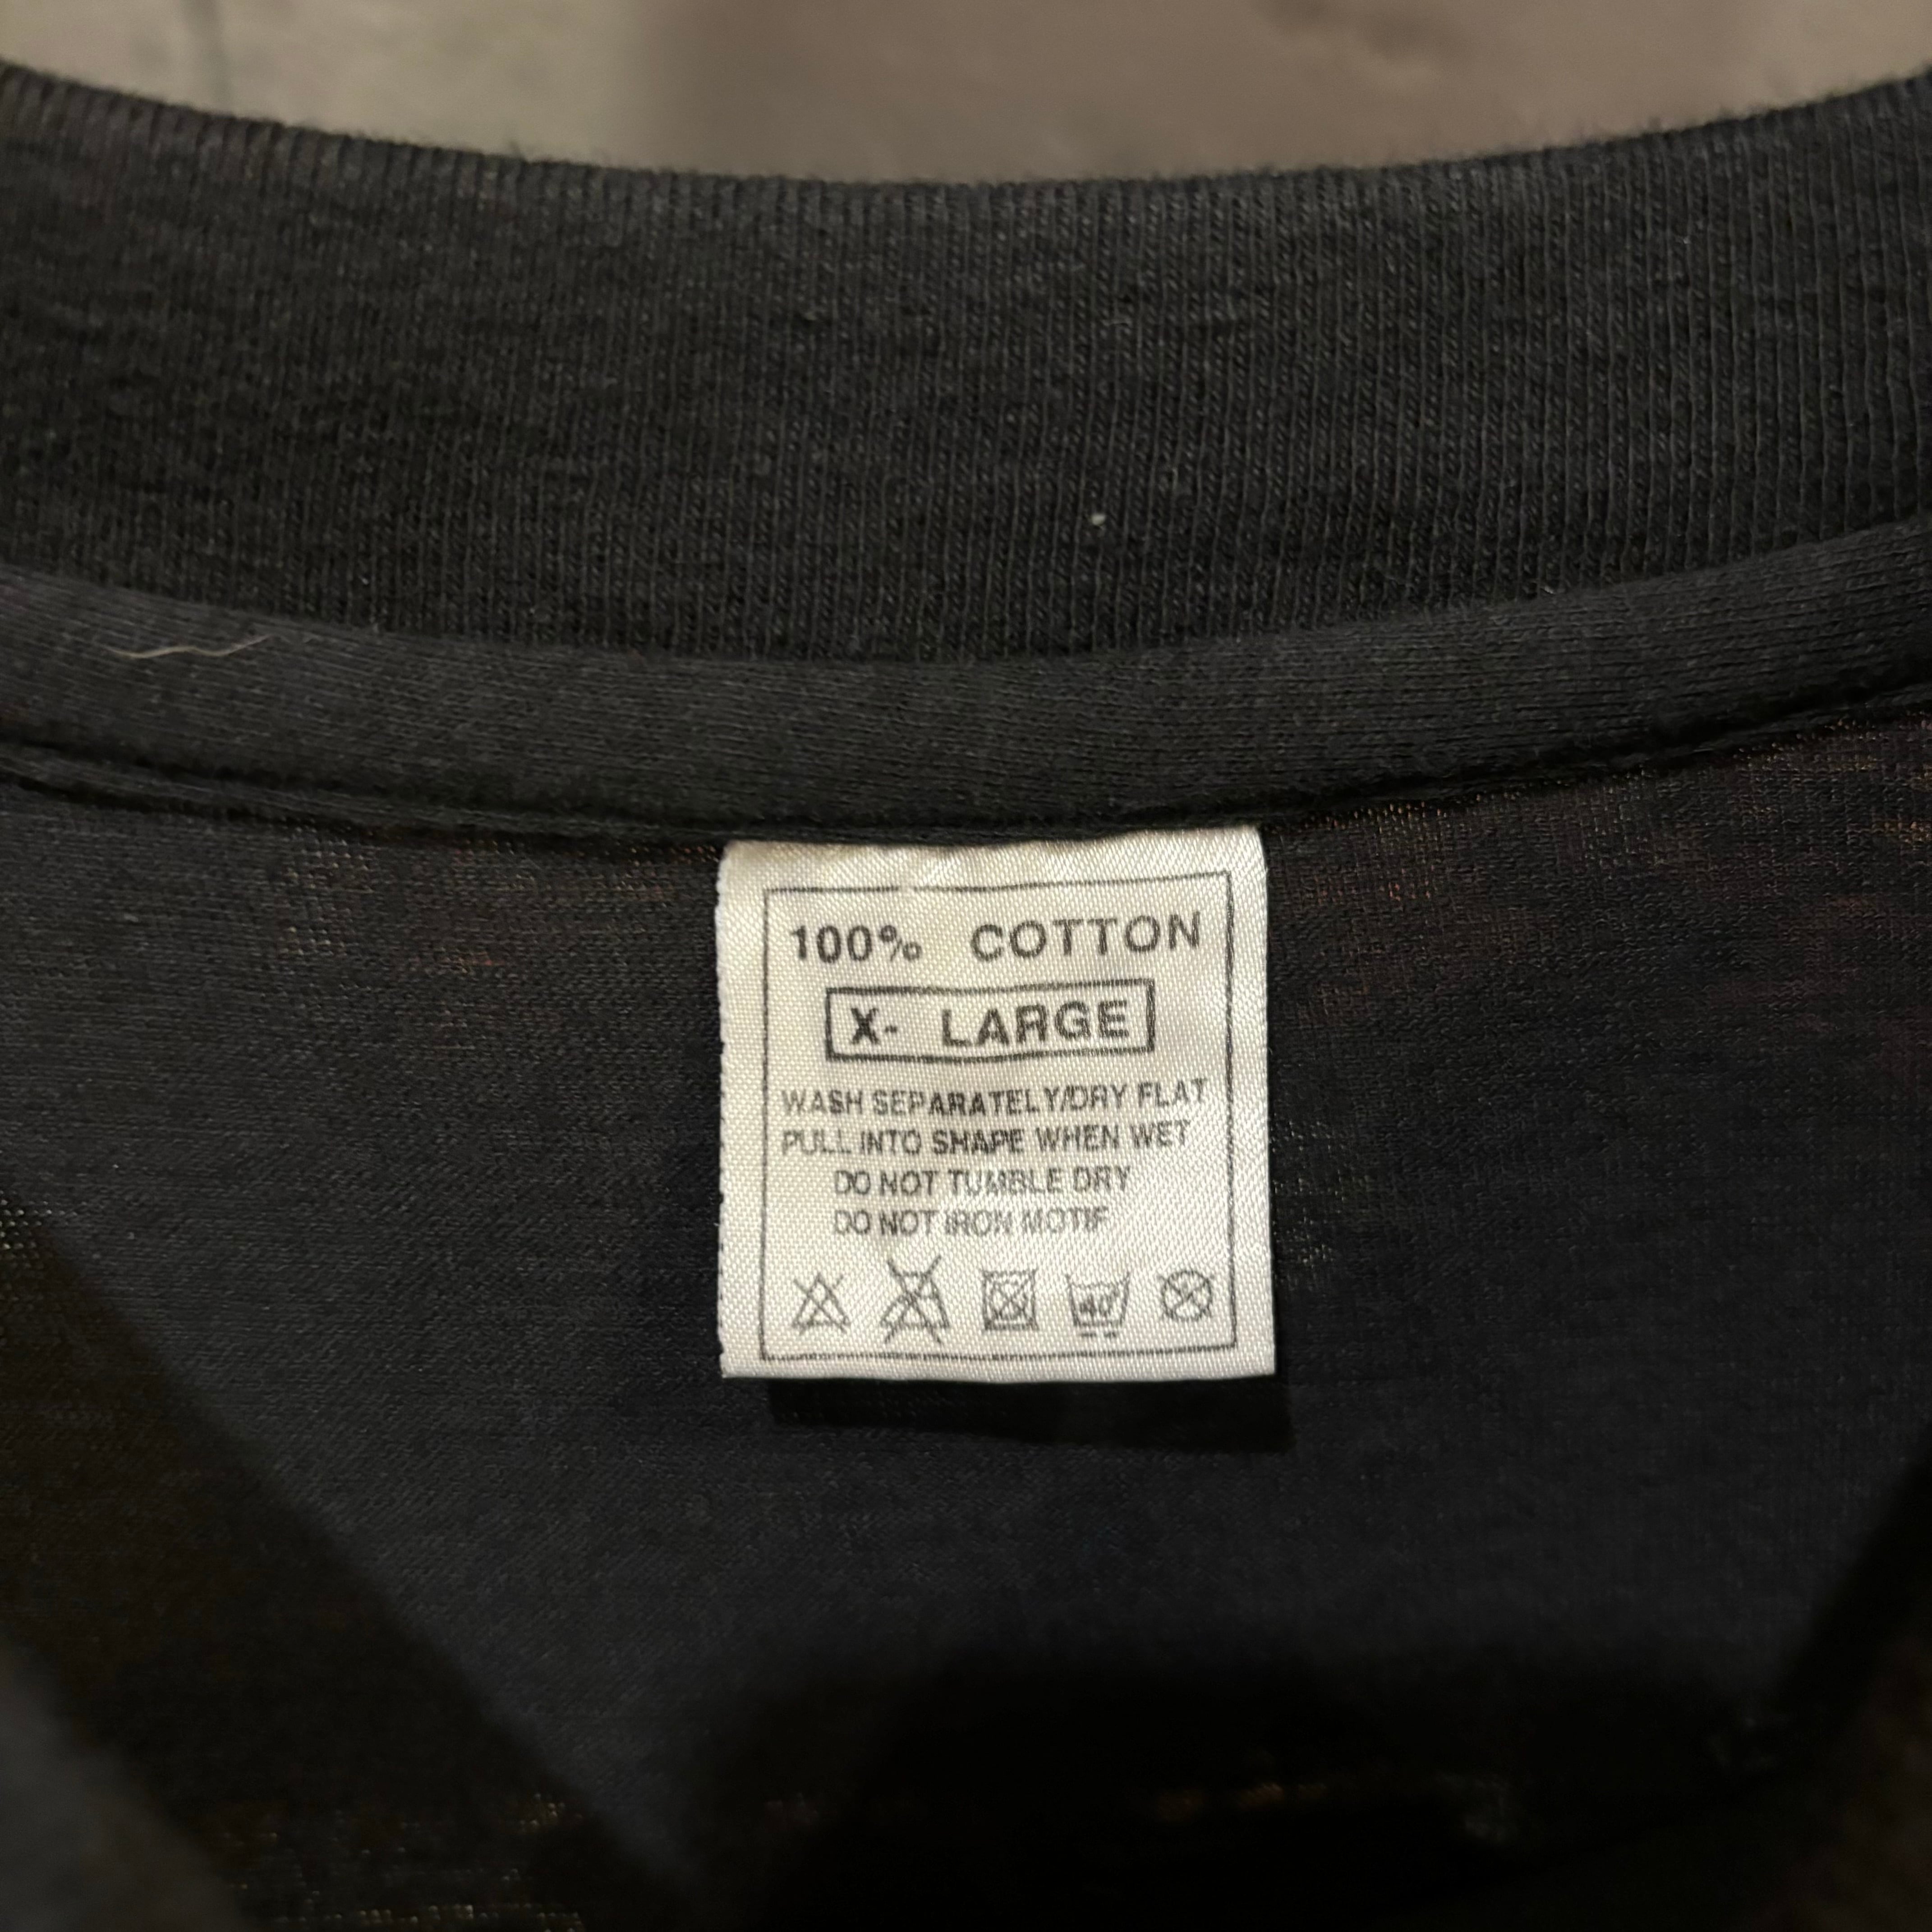 100% COTTON
X- LARGE
WASH SEPARATELY/DRY FLAT
PULL INTO SHAPE WHEN WET
DO NOT TUMBLE DRY
DO NOT IRON MOTIF
40°